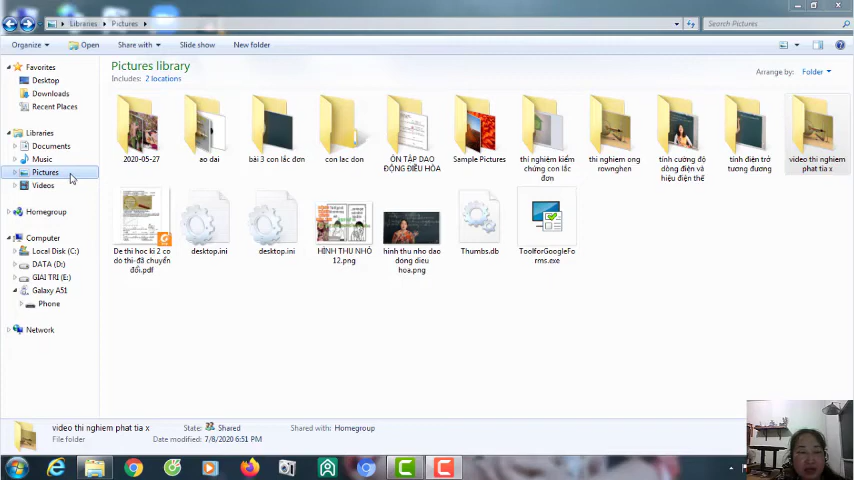 Libraries Pictures Search Pictures
Organize Open Share with Slide show New folder
Pictures library
Includes: 2 locations
Arrange by: Folder
Favorites
Desktop
Downloads
Recent Places
Libraries
Documents
Music
Pictures
Videos
Homegroup
Computer
Local Disk (C:)
DATA (D:)
GIAI TRI (E:)
Galaxy A51
Phone
Network
2020-05-27
ao dai
bài 3 con lắc đơn
con lac don
ÔN TẬP DAO ĐỘNG ĐIỀU HÒA
Sample Pictures
thi nghiệm kiểm chứng con lắc đơn
thi nghiem ong rownghen
tính cường độ dòng điện và hiệu điện thế
tính điện trở tương đương
video thi nghiem phat tia x
De thi hoc ki 2 co do thi-đã chuyển đổi.pdf
desktop.ini
desktop.ini
HÌNH THU NHỎ 12.png
hinh thu nho dao dong dieu hoa.png
Thumbs.db
ToolforGoogleForms.exe
video thi nghiem phat tia x State: Shared Shared with: Homegroup
File folder Date modified: 7/8/2020 6:51 PM